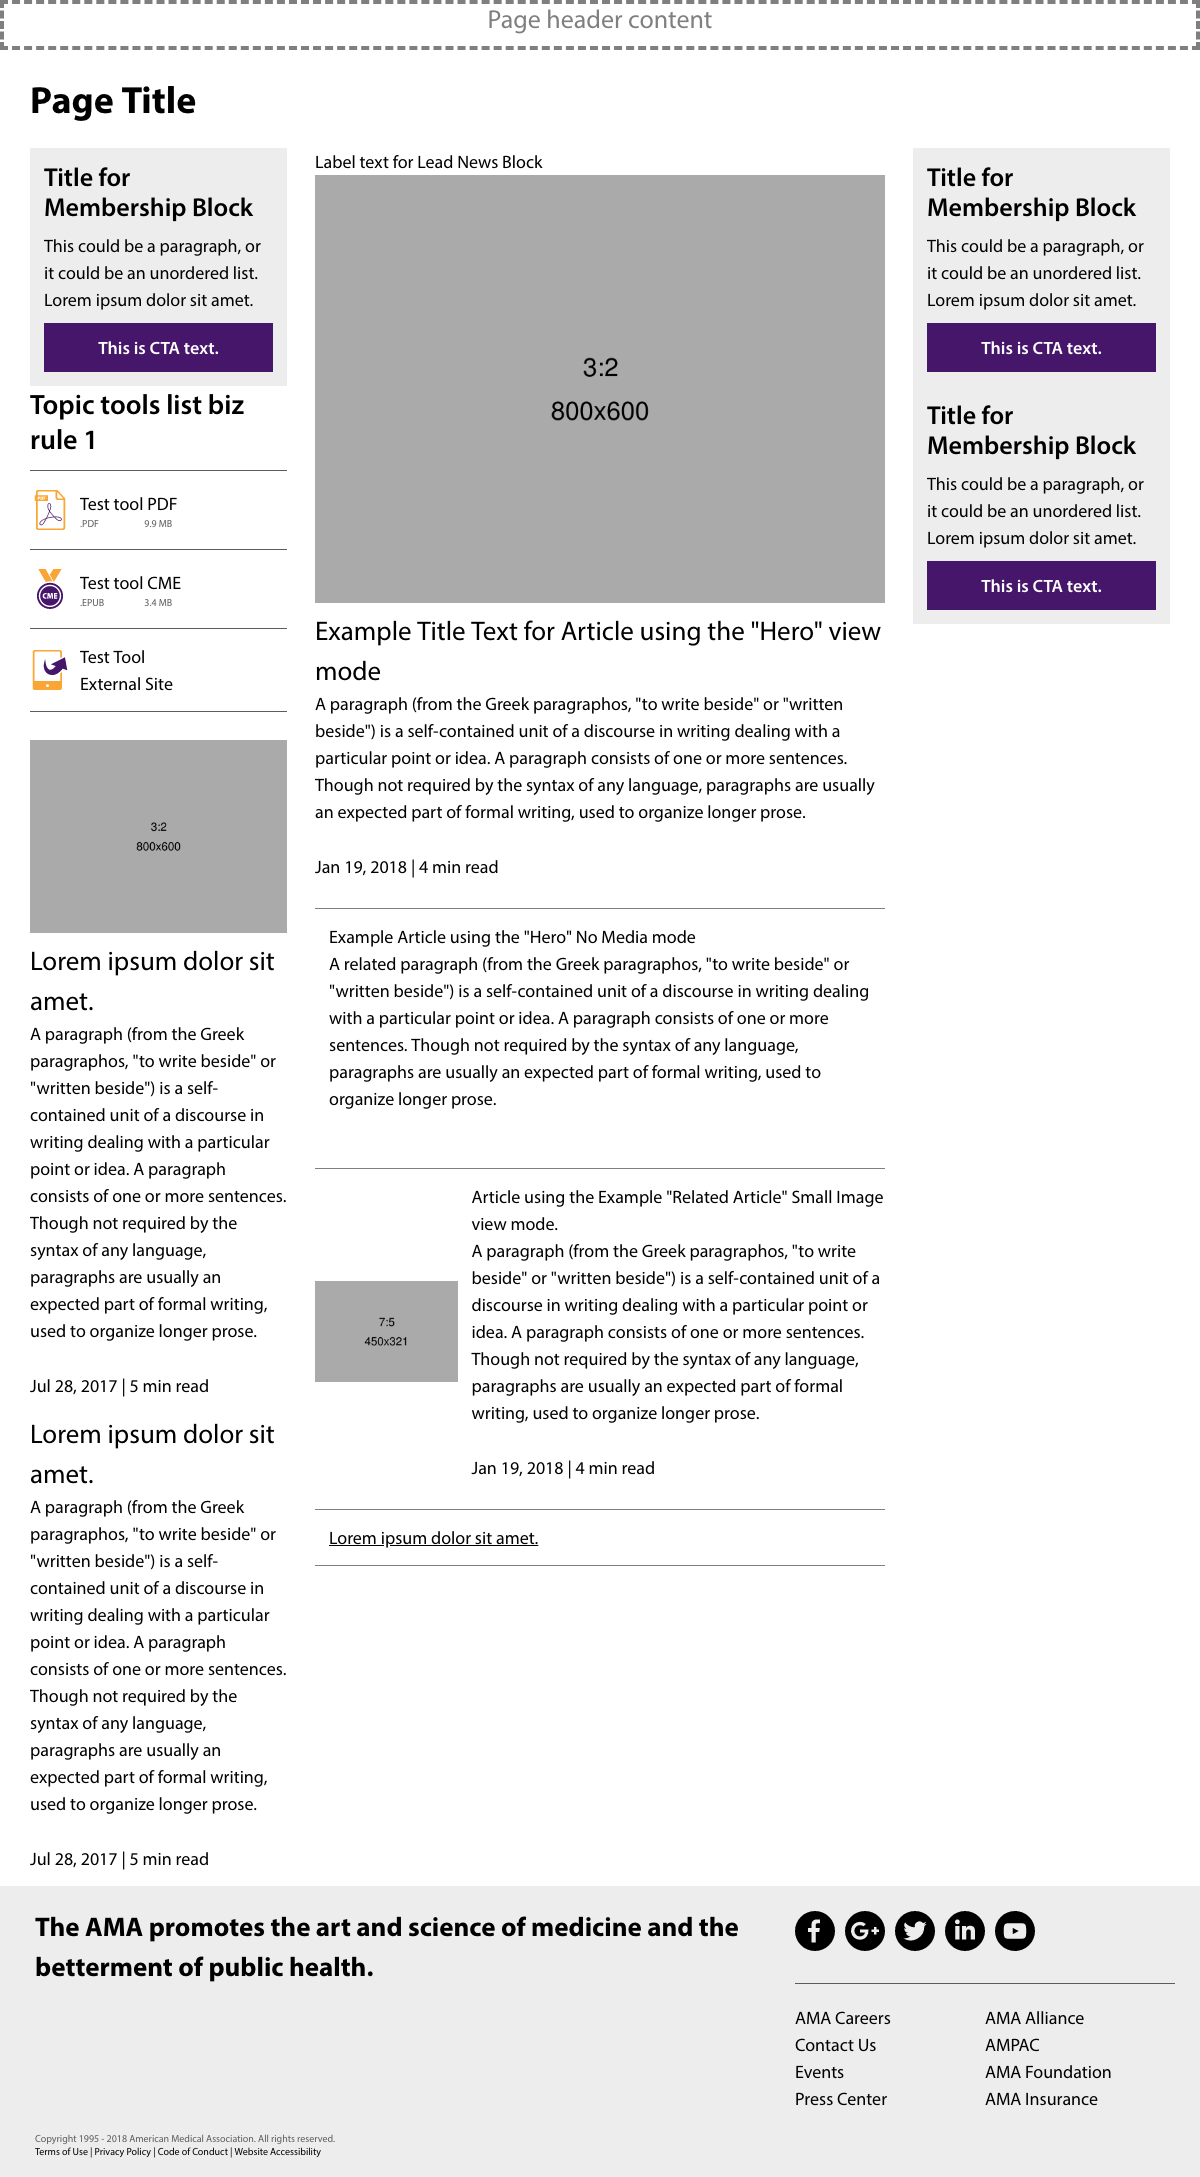 Page header content
Page Title
Title for
Membership Block
This could be a paragraph, or
it could be an unordered list.
Lorem ipsum dolor sit amet.
This is CTA text.
Topic tools list biz
rule 1
PDF
Test tool PDF
.PDF 9.9 MB
CME
Test tool CME
.EPUB 3.4 MB
Test Tool
External Site
3:2
800x600
Lorem ipsum dolor sit
amet.
A paragraph (from the Greek
paragraphos, "to write beside" or
"written beside") is a self-
contained unit of a discourse in
writing dealing with a particular
point or idea. A paragraph
consists of one or more sentences.
Though not required by the
syntax of any language,
paragraphs are usually an
expected part of formal writing,
used to organize longer prose.
Jul 28, 2017 | 5 min read
Lorem ipsum dolor sit
amet.
A paragraph (from the Greek
paragraphos, "to write beside" or
"written beside") is a self-
contained unit of a discourse in
writing dealing with a particular
point or idea. A paragraph
consists of one or more sentences.
Though not required by the
syntax of any language,
paragraphs are usually an
expected part of formal writing,
used to organize longer prose.
Jul 28, 2017 | 5 min read
Label text for Lead News Block
3:2
800x600
Example Title Text for Article using the "Hero" view
mode
A paragraph (from the Greek paragraphos, "to write beside" or "written
beside") is a self-contained unit of a discourse in writing dealing with a
particular point or idea. A paragraph consists of one or more sentences.
Though not required by the syntax of any language, paragraphs are usually
an expected part of formal writing, used to organize longer prose.
Jan 19, 2018 | 4 min read
Example Article using the "Hero" No Media mode
A related paragraph (from the Greek paragraphos, "to write beside" or
"written beside") is a self-contained unit of a discourse in writing dealing
with a particular point or idea. A paragraph consists of one or more
sentences. Though not required by the syntax of any language,
paragraphs are usually an expected part of formal writing, used to
organize longer prose.
7:5
450x321
Article using the Example "Related Article" Small Image
view mode.
A paragraph (from the Greek paragraphos, "to write
beside" or "written beside") is a self-contained unit of a
discourse in writing dealing with a particular point or
idea. A paragraph consists of one or more sentences.
Though not required by the syntax of any language,
paragraphs are usually an expected part of formal
writing, used to organize longer prose.
Jan 19, 2018 | 4 min read
Lorem ipsum dolor sit amet.
Title for
Membership Block
This could be a paragraph, or
it could be an unordered list.
Lorem ipsum dolor sit amet.
This is CTA text.
Title for
Membership Block
This could be a paragraph, or
it could be an unordered list.
Lorem ipsum dolor sit amet.
This is CTA text.
The AMA promotes the art and science of medicine and the
betterment of public health.
AMA Careers
Contact Us
Events
Press Center
AMA Alliance
AMPAC
AMA Foundation
AMA Insurance
Copyright 1995 - 2018 American Medical Association. All rights reserved.
Terms of Use | Privacy Policy | Code of Conduct | Website Accessibility